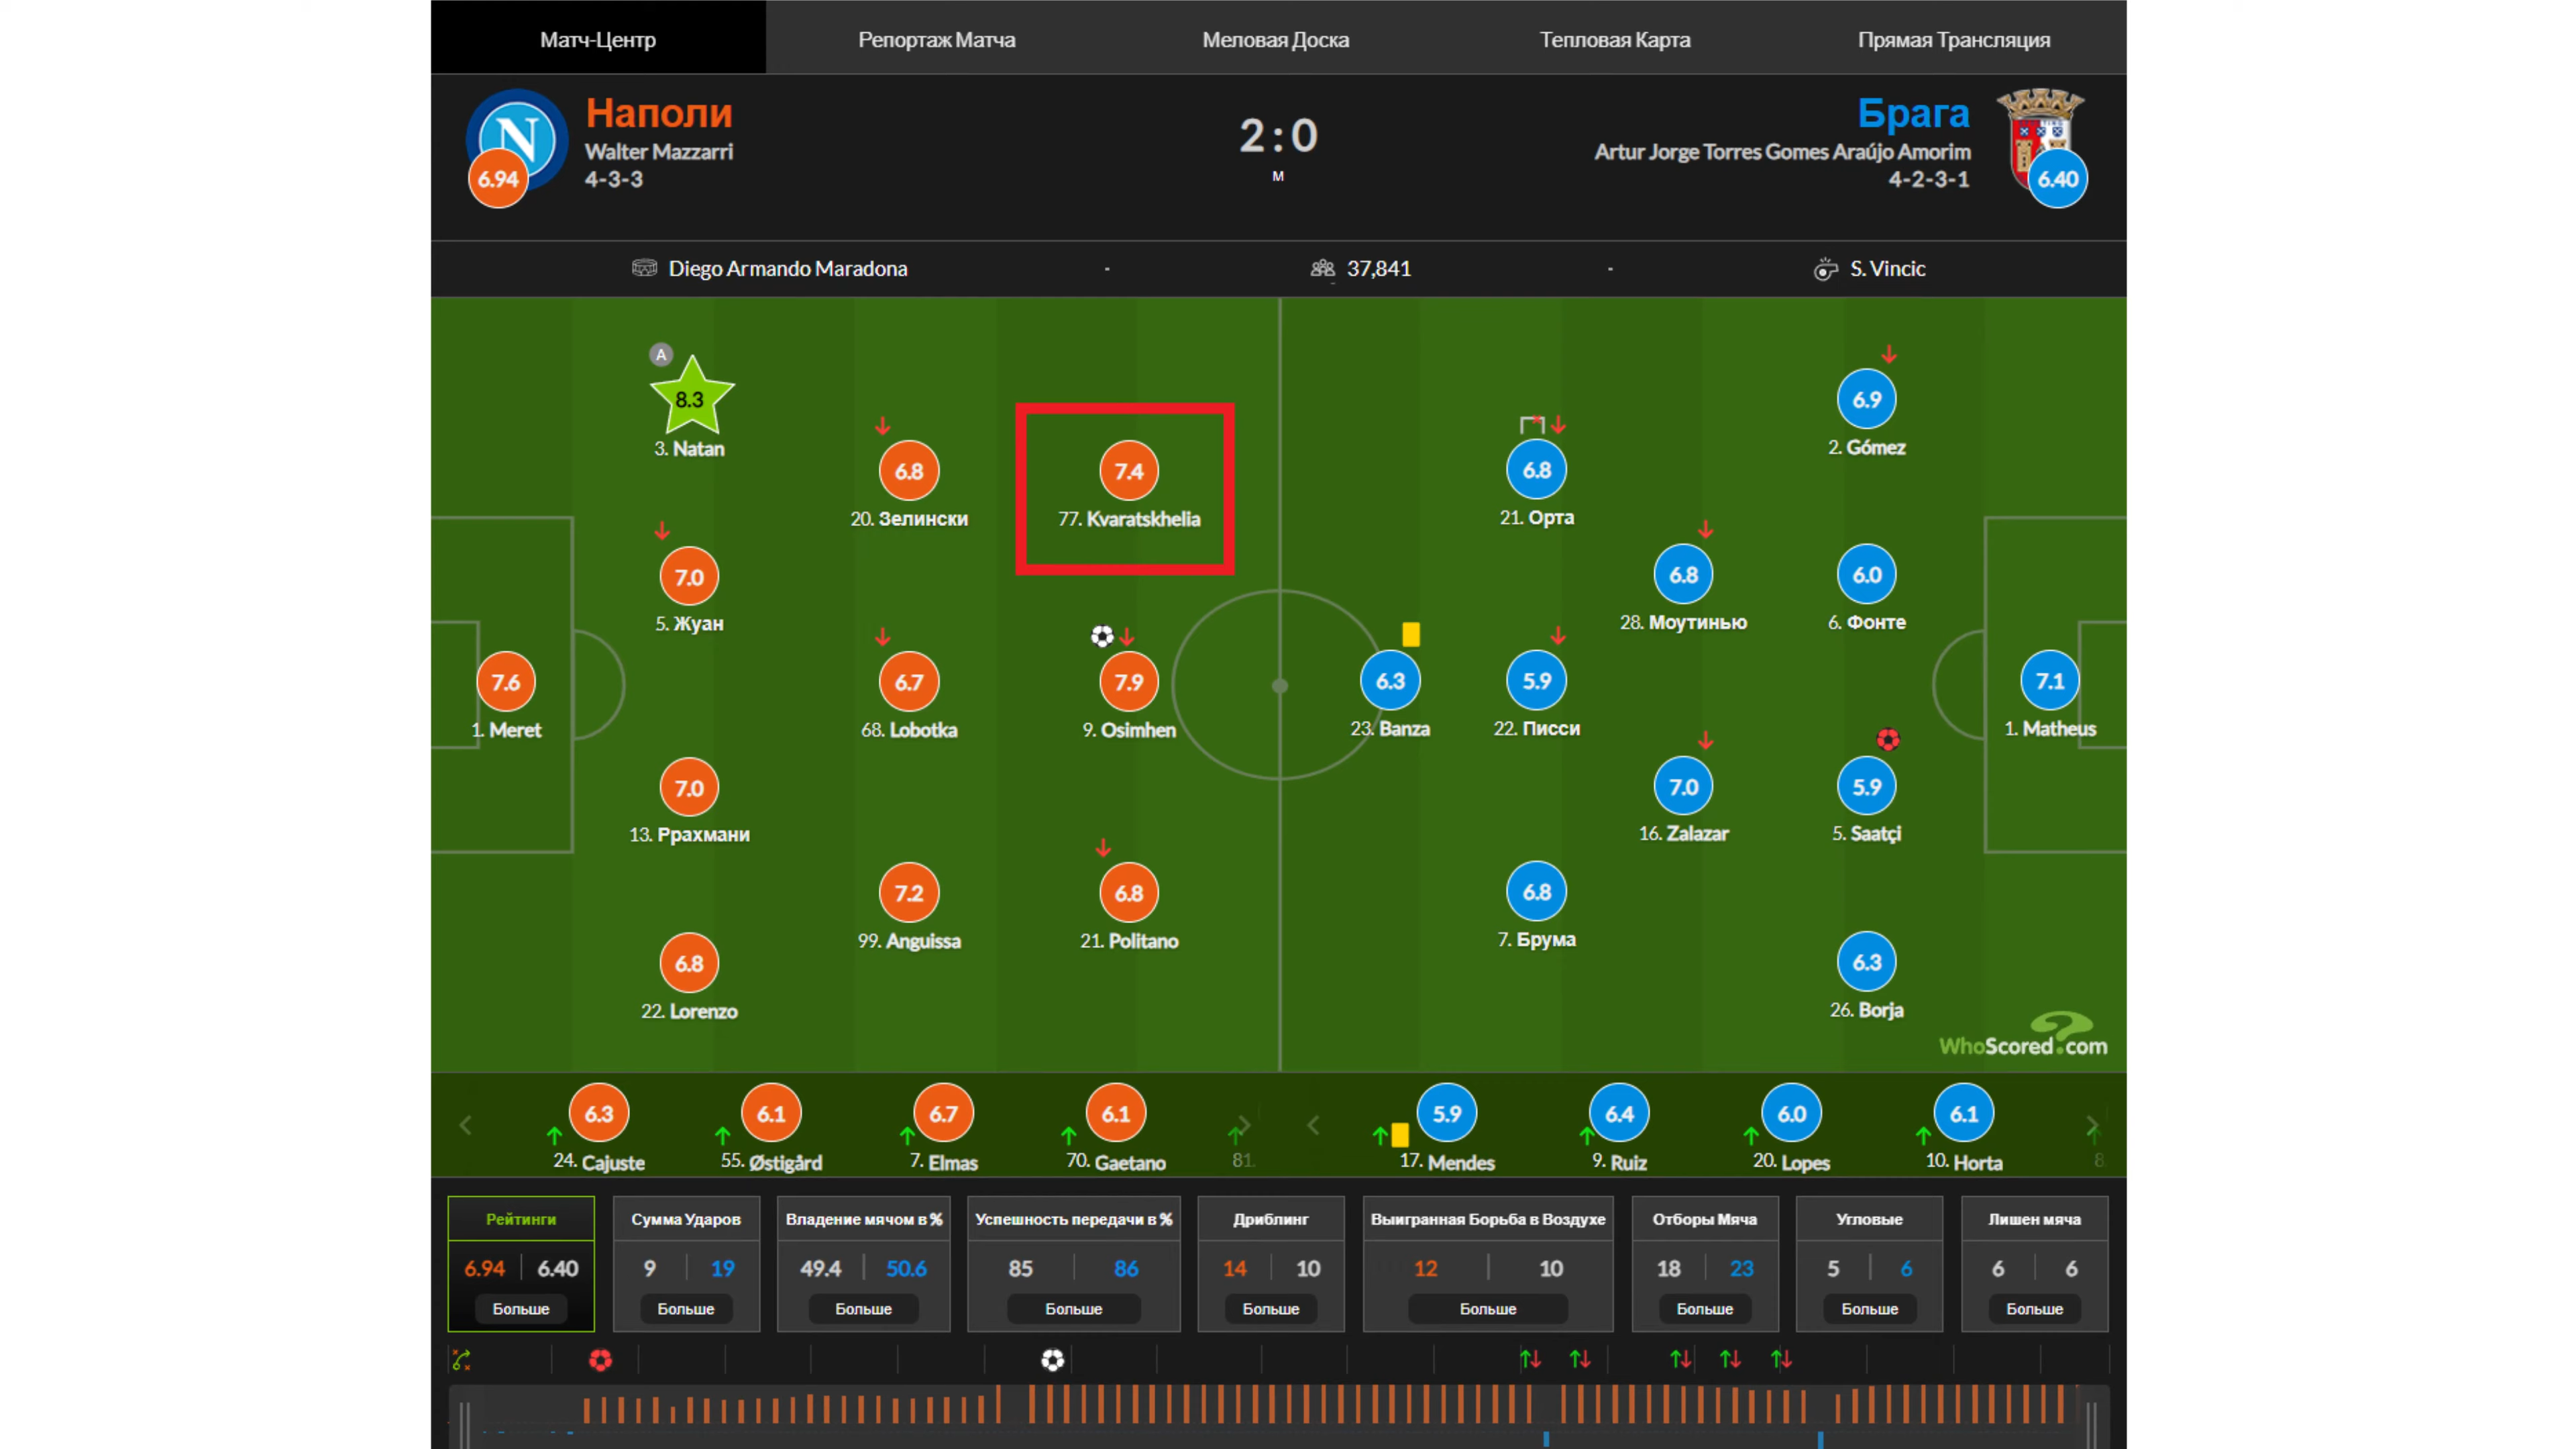 Матч-Центр
Репортаж Матча
Меловая Доска
Тепловая Карта
Прямая Трансляция
N
6.94
Наполи
Walter Mazzarri
4-3-3
2 : 0
м
Брага
Artur Jorge Torres Gomes Araújo Amorim
4-2-3-1
6.40
Diego Armando Maradona
-
37,841
-
S. Vincic
A
8.3
3. Natan
6.8
20. Зелински
7.4
77. Kvaratskhelia
6.8
21. Орта
6.9
2. Gómez
7.0
5. Жуан
6.8
28. Моутинью
6.0
6. Фонте
7.6
1. Meret
6.7
68. Lobotka
7.9
9. Osimhen
6.3
23. Banza
5.9
22. Писси
7.1
1. Matheus
7.0
13. Ррахмани
7.0
16. Zalazar
5.9
5. Saatçi
7.2
99. Anguissa
6.8
21. Politano
6.8
7. Брума
6.8
22. Lorenzo
6.3
26. Borja
WhoScored.com
6.3
24. Cajuste
6.1
55. Østigård
6.7
7. Elmas
6.1
70. Gaetano
81.
5.9
17. Mendes
6.4
9. Ruiz
6.0
20. Lopes
6.1
10. Horta
8.
Рейтинги
6.94 6.40
Больше
Сумма Ударов
9 19
Больше
Владение мячом в %
49.4 50.6
Больше
Успешность передачи в %
85 86
Больше
Дриблинг
14 10
Больше
Выигранная Борьба в Воздухе
12 10
Больше
Отборы Мяча
18 23
Больше
Угловые
5 6
Больше
Лишен мяча
6 6
Больше